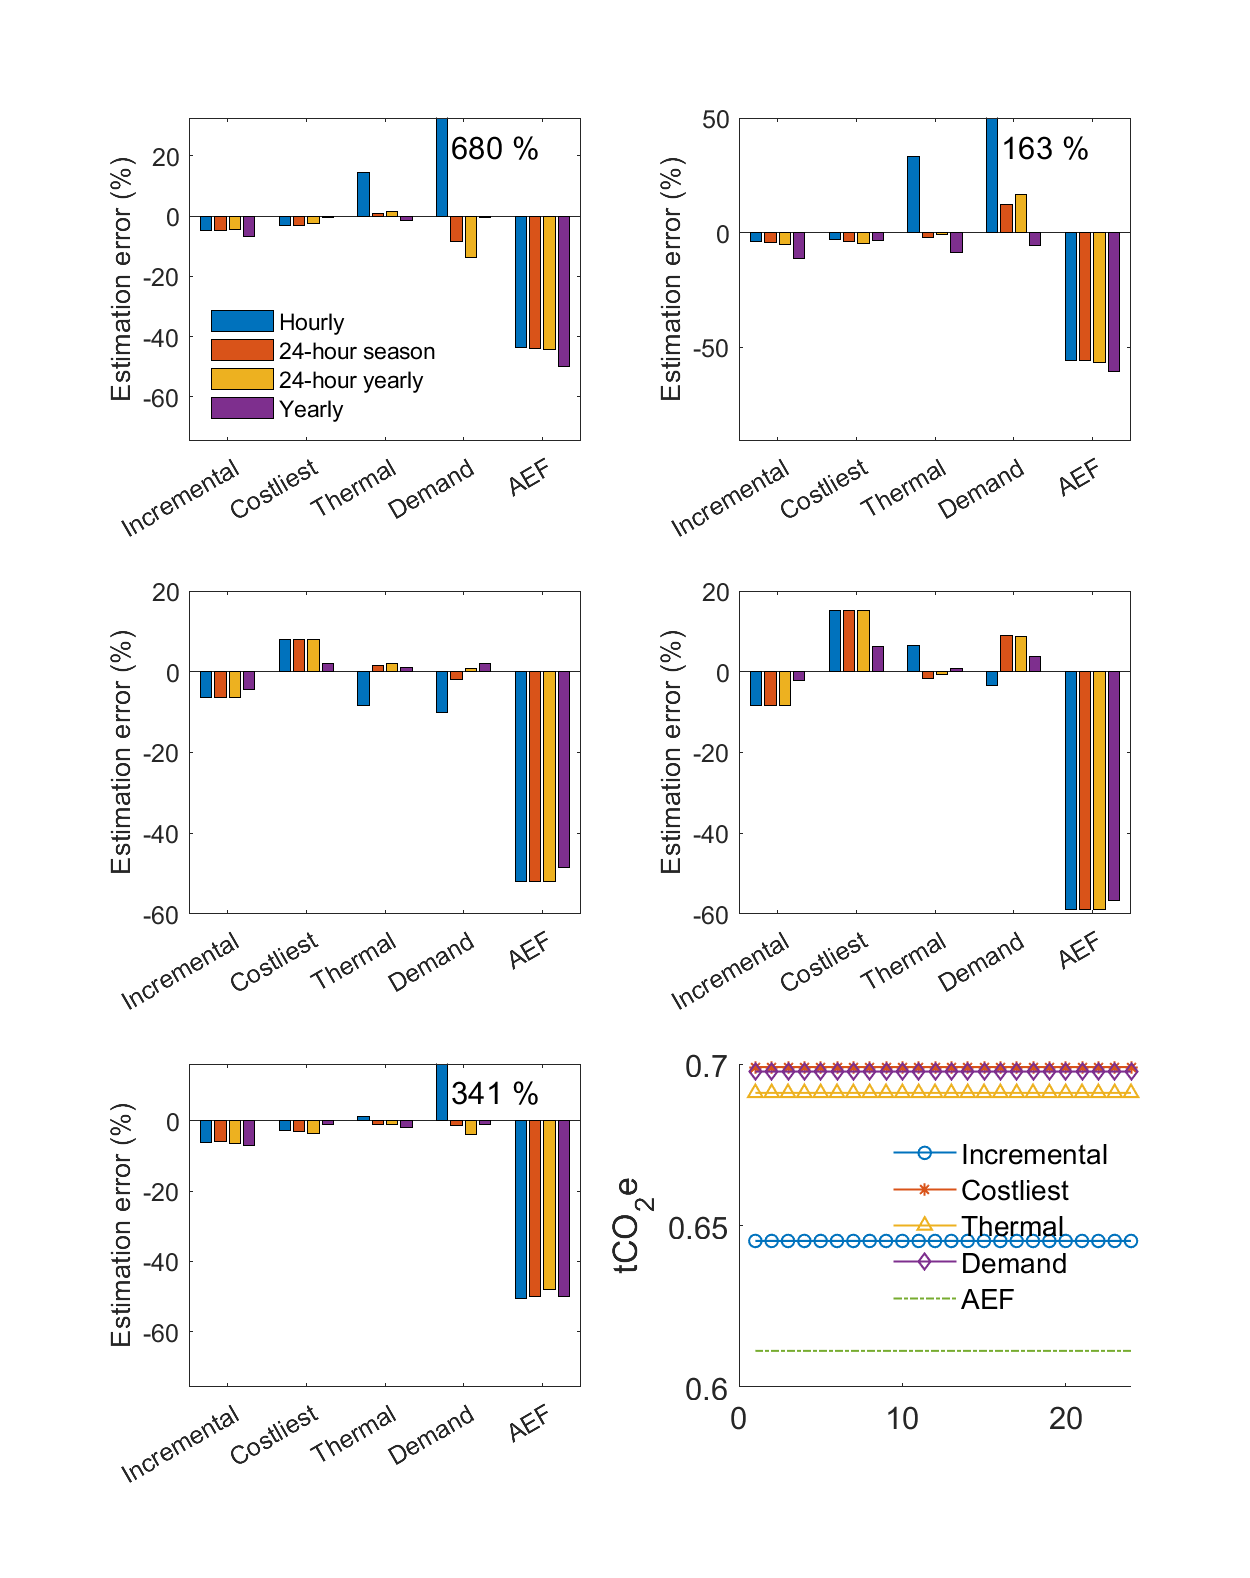 Estimation error (%)
20
0
-20
-40
-60
680 %
Hourly
24-hour season
24-hour yearly
Yearly
Incremental
Costliest
Thermal
Demand
AEF
Estimation error (%)
50
0
-50
163 %
Incremental
Costliest
Thermal
Demand
AEF
Estimation error (%)
20
0
-20
-40
-60
Incremental
Costliest
Thermal
Demand
AEF
Estimation error (%)
20
0
-20
-40
-60
Incremental
Costliest
Thermal
Demand
AEF
Estimation error (%)
0
-20
-40
-60
341 %
Incremental
Costliest
Thermal
Demand
AEF
tCO2e
0.7
0.65
0.6
Incremental
Costliest
Thermal
Demand
AEF
0
10
20